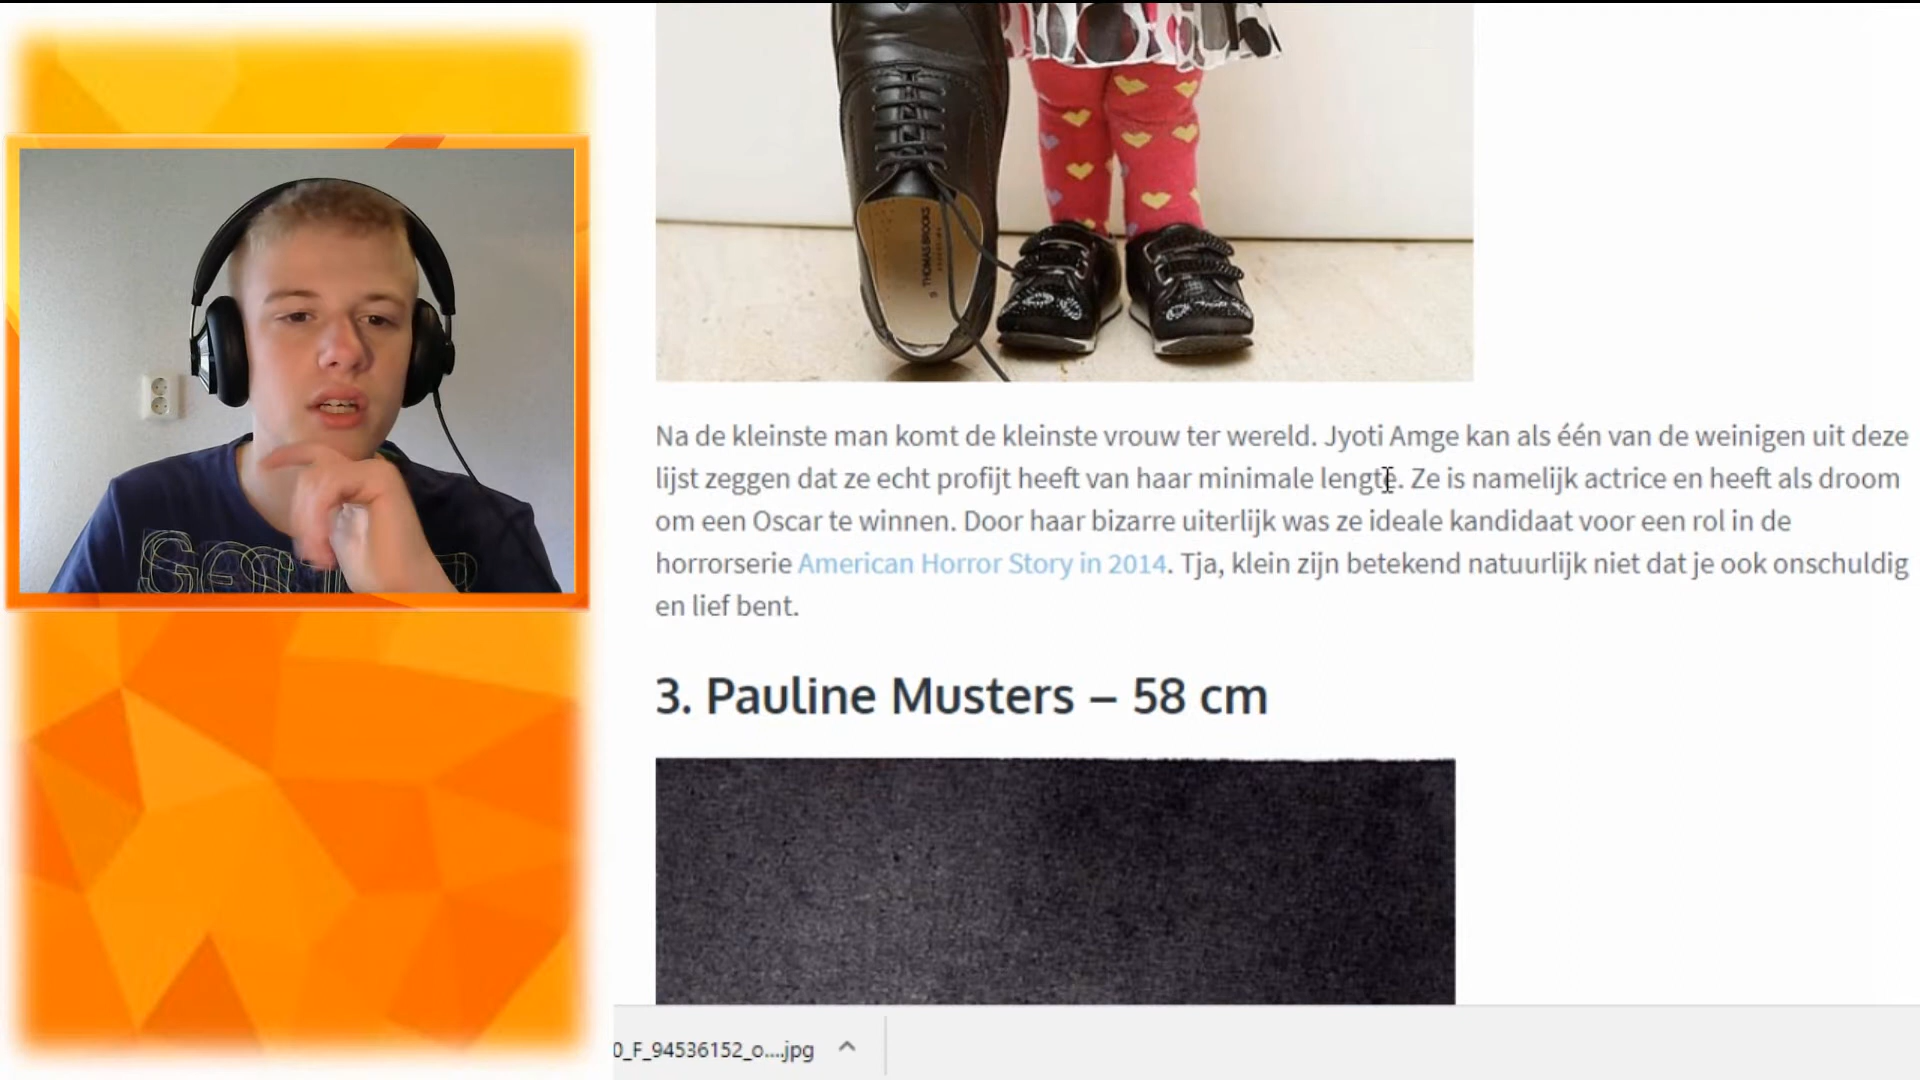 THOMAS BROOKS
Na de kleinste man komt de kleinste vrouw ter wereld. Jyoti Amge kan als één van de weinigen uit deze
lijst zeggen dat ze echt profijt heeft van haar minimale lengte. Ze is namelijk actrice en heeft als droom
om een Oscar te winnen. Door haar bizarre uiterlijk was ze ideale kandidaat voor een rol in de
horrorserie American Horror Story in 2014. Tja, klein zijn betekend natuurlijk niet dat je ook onschuldig
en lief bent.
3. Pauline Musters – 58 cm
0_F_94536152_o....jpg